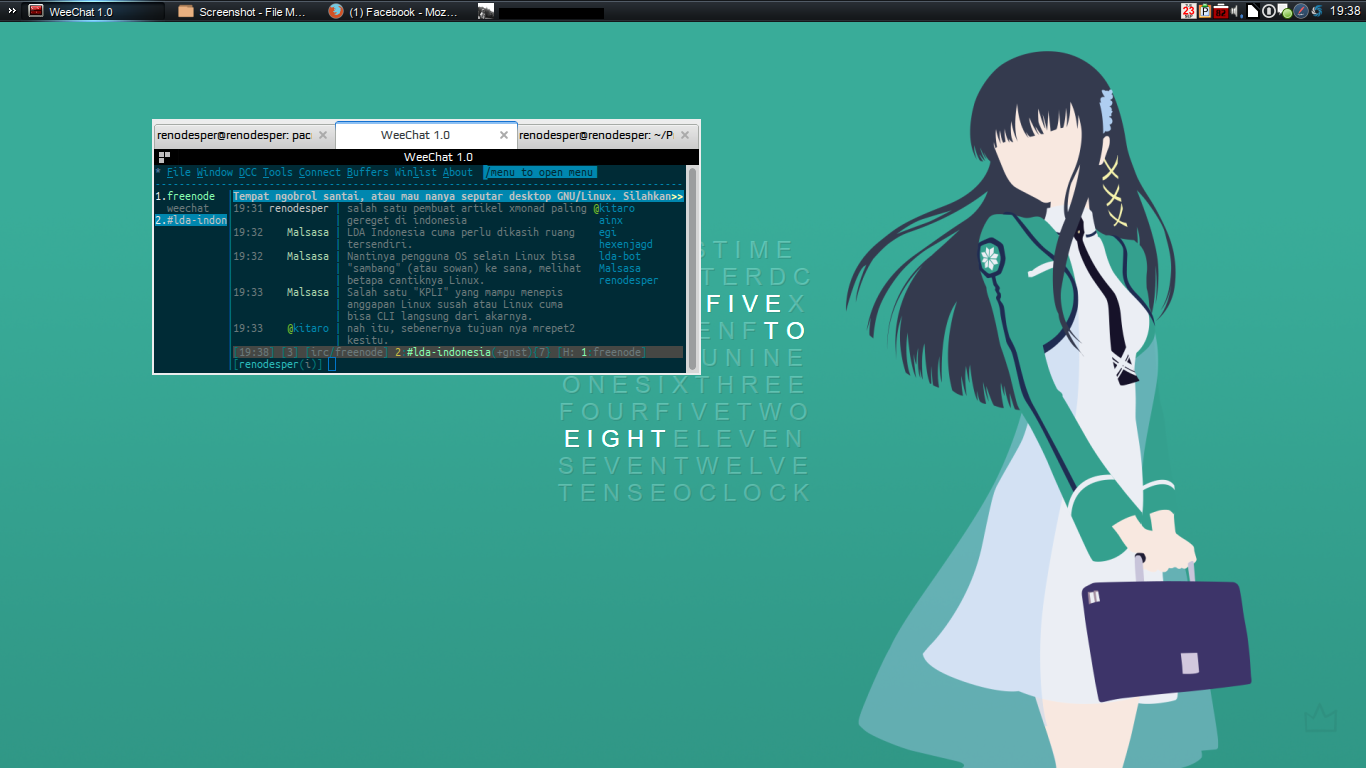 WeeChat 1.0
Screenshot - File M...
(1) Facebook - Moz...
23
P
19:38
renodesper@renodesper: pac
WeeChat 1.0
renodesper@renodesper: ~/P
WeeChat 1.0
* File Window DCC Tools Connect Buffers Winlist About /menu to open menu
1.freenode
weechat
2.#lda-indon
Tempat ngobrol santai, atau mau nanya seputar desktop GNU/Linux. Silahkan>>
19:31 renodesper | salah satu pembuat artikel xmonad paling @kitaro
| gereget di indonesia ainx
19:32 Malsasa | LDA Indonesia cuma perlu dikasih ruang egi
| tersendiri. hexenjagd
19:32 Malsasa | Nantinya pengguna OS selain Linux bisa lda-bot
| "sambang" (atau sowan) ke sana, melihat Malsasa
| betapa cantiknya Linux. renodesper
19:33 Malsasa | Salah satu "KPLI" yang mampu menepis
| anggapan Linux susah atau Linux cuma
| bisa CLI langsung dari akarnya.
19:33 @kitaro | nah itu, sebenernya tujuan nya mrepet2
| kesitu.
[19:38] [3] [irc/freenode] 2:#lda-indonesia(+gnst){7} [H: 1:freenode]
[renodesper(i)]
GTIME
TERDC
FIVEX
ENFTO
UNINE
ONESIXTHREE
FOURFIVETWO
EIGHTELEVEN
SEVENTWELVE
TENSEOCLOCK